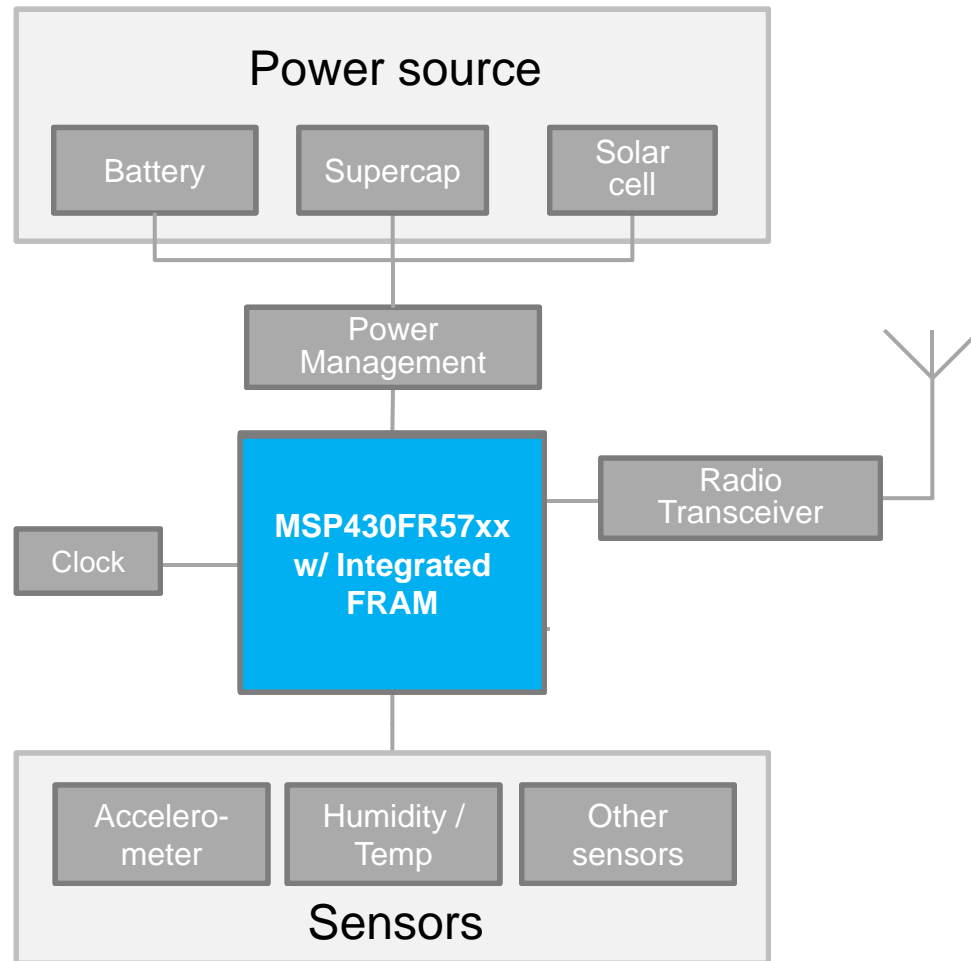 Power source
Battery
Supercap
Solar
cell
Power
Management
Radio
Transceiver
MSP430FR57xx
w/ Integrated
FRAM
Clock
Accelero-
meter
Humidity /
Temp
Other
sensors
Sensors